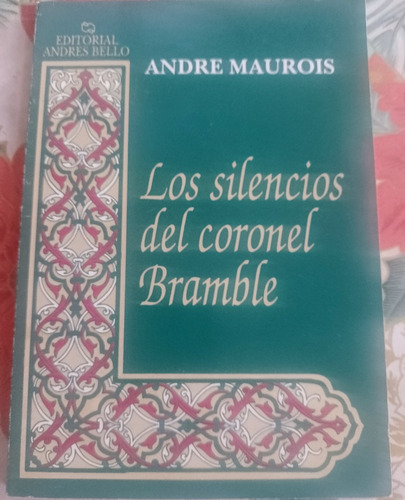 EDITORIAL
ANDRES BELLO
ANDRE MAUROIS
Los silencios
del coronel
Bramble